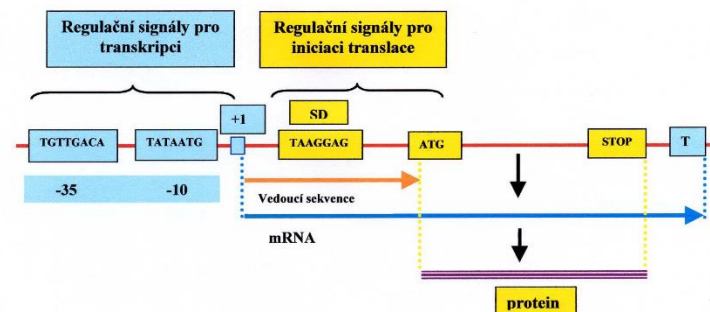 Regulační signály pro
transkripci
Regulační signály pro
iniciaci translace
+1
SD
TGTTGACA
TATAATG
TAAGGAG
ATG
STOP
T
-35
-10
Vedoucí sekvence
mRNA
protein